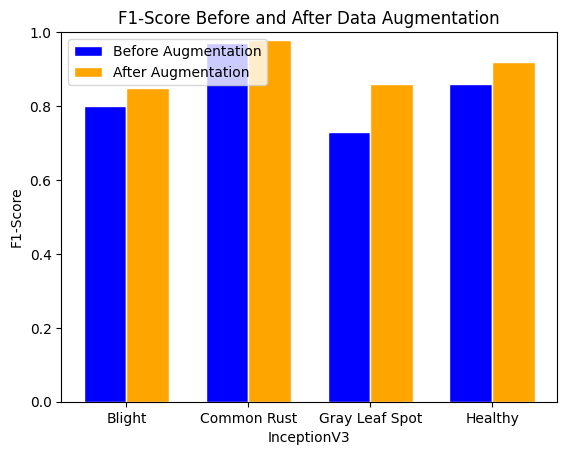 F1-Score Before and After Data Augmentation
Before Augmentation
After Augmentation
F1-Score
1.0
0.8
0.6
0.4
0.2
0.0
Blight
Common Rust
Gray Leaf Spot
Healthy
InceptionV3